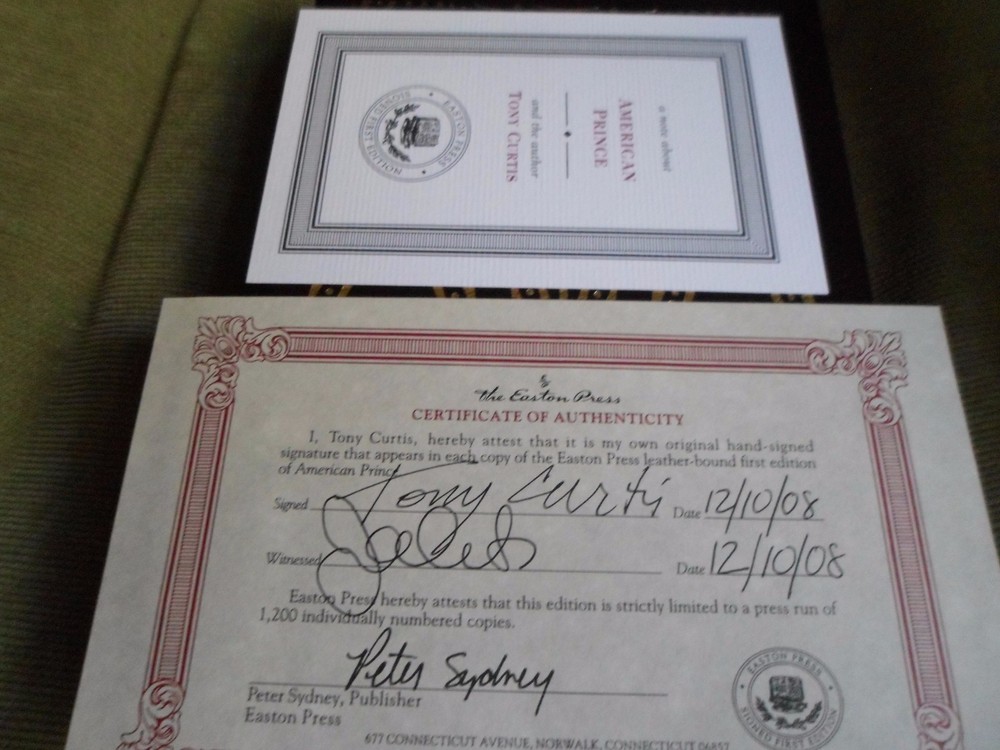 a note about
AMERICAN
PRINCE
and the author
TONY CURTIS
EASTON PRESS
SIGNED FIRST EDITION
The Easton Press
CERTIFICATE OF AUTHENTICITY
I, Tony Curtis, hereby attest that it is my own original hand-signed
signature that appears in each copy of the Easton Press leather-bound first edition
of American Prince
Signed Tony Curtis Date 12/10/08
Witnessed Date 12/10/08
Easton Press hereby attests that this edition is strictly limited to a press run of
1,200 individually numbered copies.
Peter Sydney
Peter Sydney, Publisher
Easton Press
EASTON PRESS
SIGNED FIRST EDITION
677 CONNECTICUT AVENUE, NORWALK, CONNECTICUT 06857